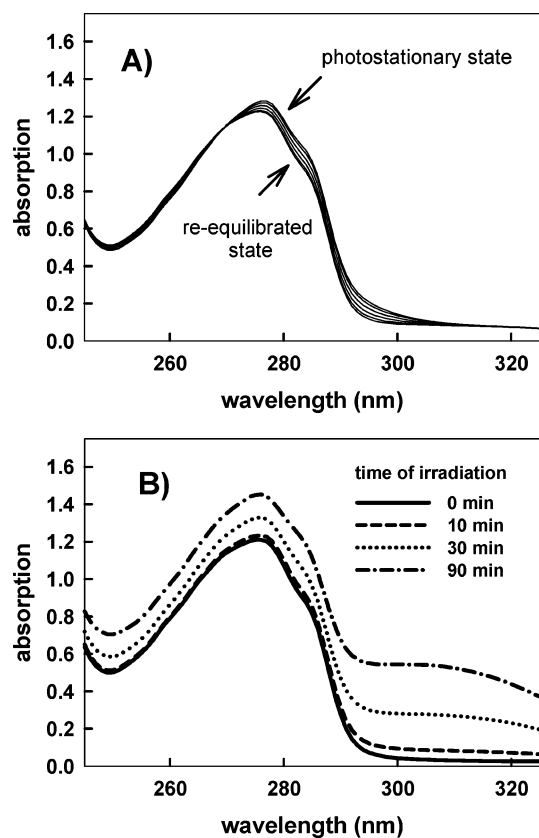 A)
photostationary state
re-equilibrated
state
absorption
1.6
1.4
1.2
1.0
0.8
0.6
0.4
0.2
0.0
260 280 300 320
wavelength (nm)
B)
time of irradiation
0 min
10 min
30 min
90 min
absorption
1.6
1.4
1.2
1.0
0.8
0.6
0.4
0.2
0.0
260 280 300 320
wavelength (nm)